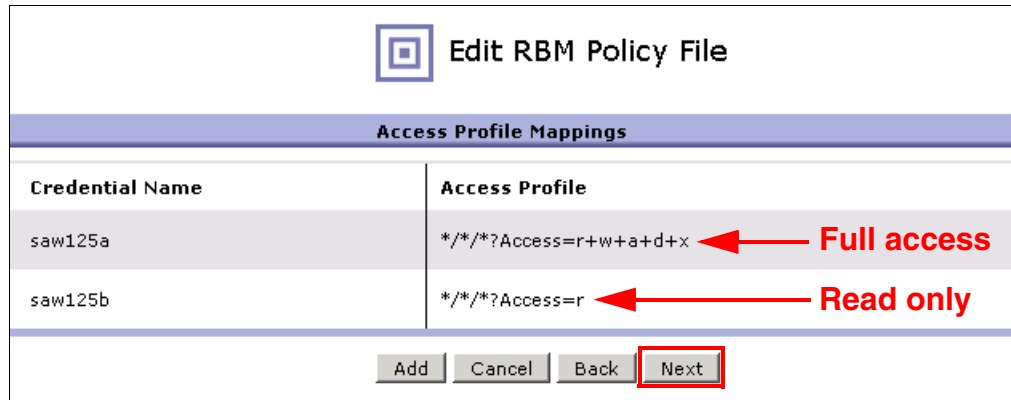 Edit RBM Policy File
Access Profile Mappings
Credential Name Access Profile
saw125a */*/*?Access=r+w+a+d+x Full access
saw125b */*/*?Access=r Read only
Add Cancel Back Next